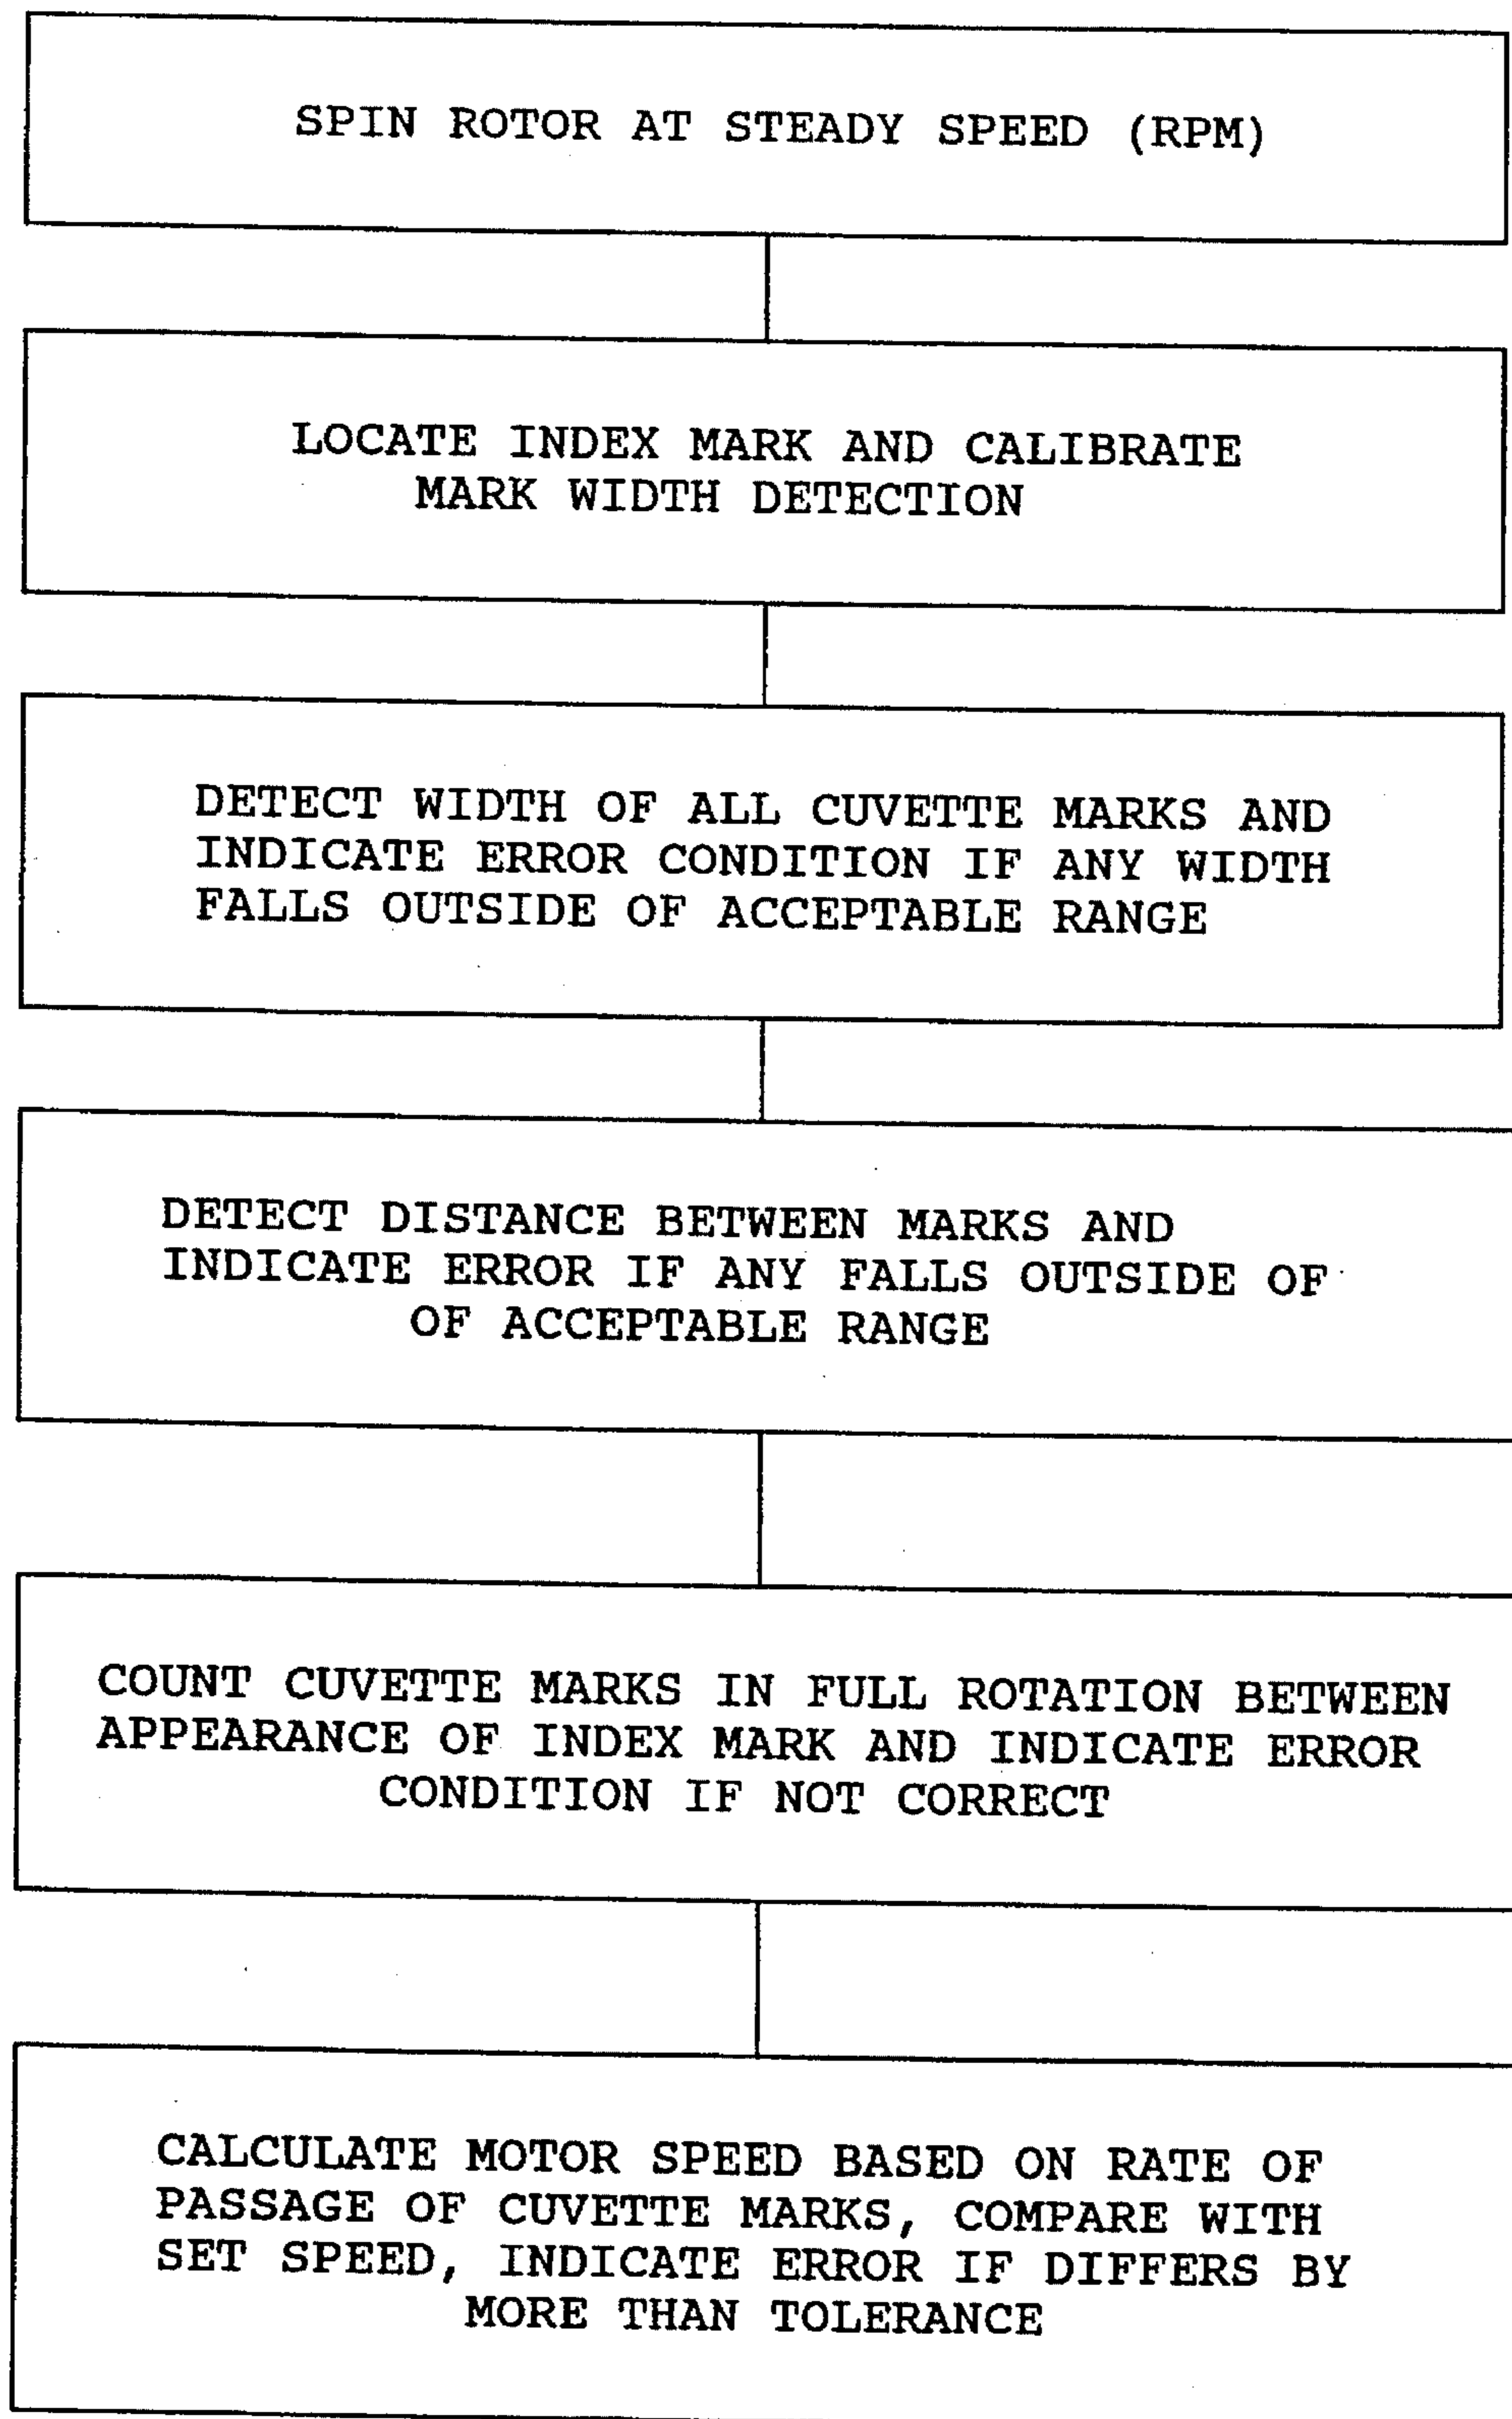 SPIN ROTOR AT STEADY SPEED (RPM)
LOCATE INDEX MARK AND CALIBRATE
MARK WIDTH DETECTION
DETECT WIDTH OF ALL CUVETTE MARKS AND
INDICATE ERROR CONDITION IF ANY WIDTH
FALLS OUTSIDE OF ACCEPTABLE RANGE
DETECT DISTANCE BETWEEN MARKS AND
INDICATE ERROR IF ANY FALLS OUTSIDE OF
OF ACCEPTABLE RANGE
COUNT CUVETTE MARKS IN FULL ROTATION BETWEEN
APPEARANCE OF INDEX MARK AND INDICATE ERROR
CONDITION IF NOT CORRECT
CALCULATE MOTOR SPEED BASED ON RATE OF
PASSAGE OF CUVETTE MARKS, COMPARE WITH
SET SPEED, INDICATE ERROR IF DIFFERS BY
MORE THAN TOLERANCE